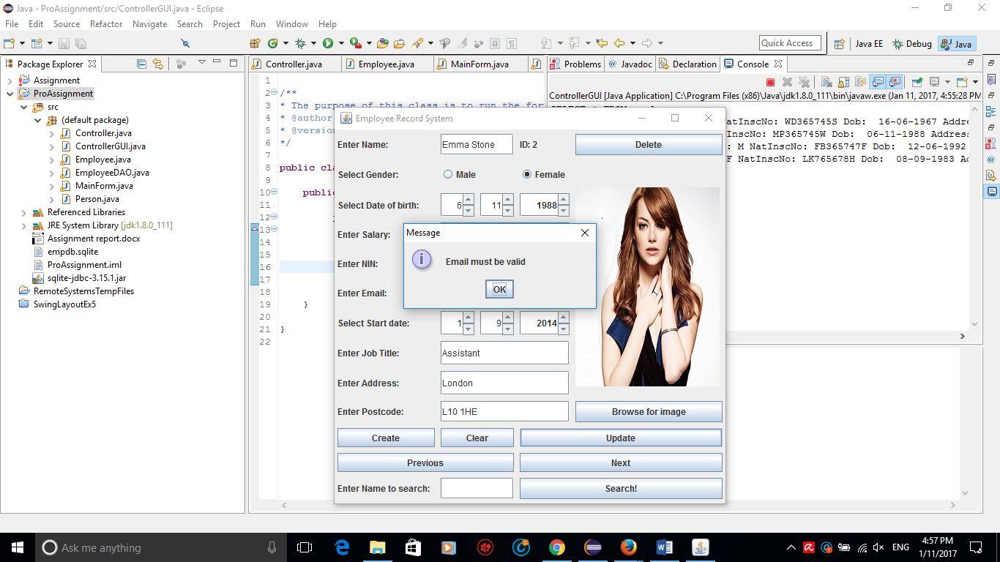 Java - ProAssignment/src/ControllerGUI.java - Eclipse
File Edit Source Refactor Navigate Search Project Run Window Help
Quick Access Java EE Debug Java
Package Explorer
Assignment
ProAssignment
src
(default package)
Controller.java
ControllerGUI.java
Employee.java
EmployeeDAO.java
MainForm.java
Person.java
Referenced Libraries
JRE System Library [jdk1.8.0_111]
Assignment report.docx
empdb.sqlite
ProAssignment.iml
sqlite-jdbc-3.15.1.jar
RemoteSystemsTempFiles
SwingLayoutEx5
Controller.java Employee.java MainForm.java
1
2 /**
3 * The purpose of this class is to run the for
4 * @author
5 * @version
6 */
7
8 public cla
9
10 public
11
12
13
14
15
16
17
18
19 }
20
21 }
22
Problems @ Javadoc Declaration Console
ControllerGUI [Java Application] C:\Program Files (x86)\Java\jdk1.8.0_111\bin\javaw.exe (Jan 11, 2017, 4:55:28 PM
NatInscNo: WD365745S Dob: 16-06-1967 Addre
InscNo: MP365745W Dob: 06-11-1988 Address
: M NatInscNo: FB365747F Dob: 12-06-1992
F NatInscNo: LK765678H Dob: 08-09-1983 Ad
Employee Record System
Enter Name: Emma Stone ID: 2 Delete
Select Gender: Male Female
Select Date of birth: 6 11 1988
Enter Salary:
Enter NIN:
Enter Email:
Message
Email must be valid
OK
Select Start date: 1 9 2014
Enter Job Title: Assistant
Enter Address: London
Enter Postcode: L10 1HE Browse for image
Create Clear Update
Previous Next
Enter Name to search: Search!
Ask me anything
ENG
4:57 PM
1/11/2017